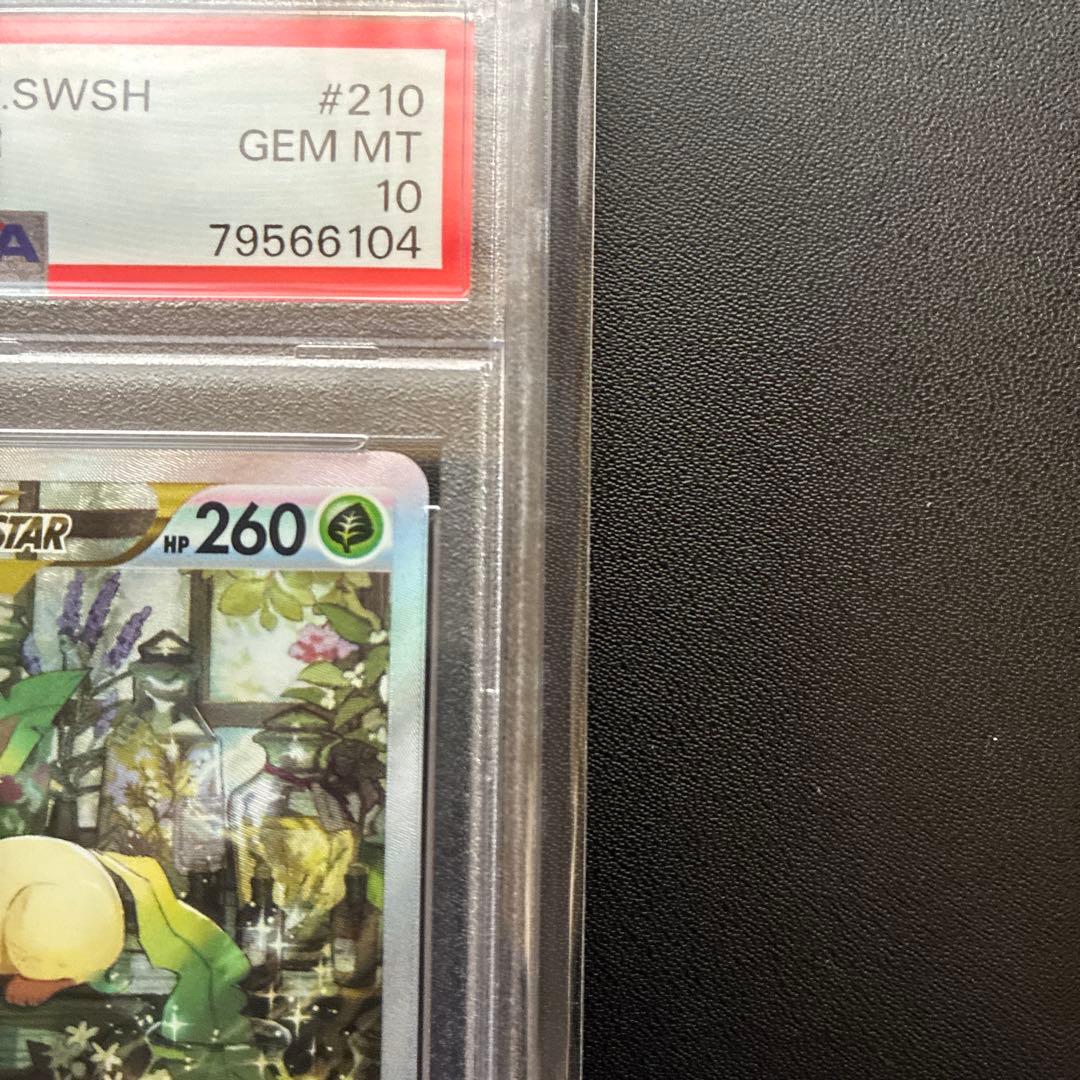 .SWSH #210
GEM MT
10
79566104
A
STAR HP 260